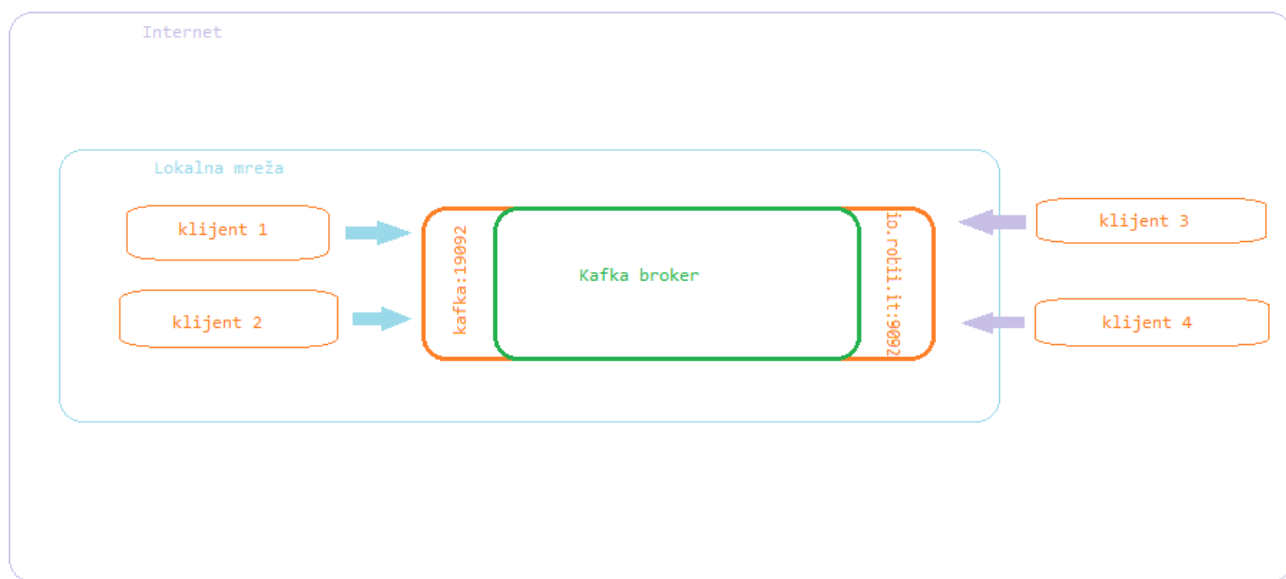 Internet
Lokalna mreža
klijent 1
klijent 2
kafka:19092
Kafka broker
io.robii.it:9092
klijent 3
klijent 4